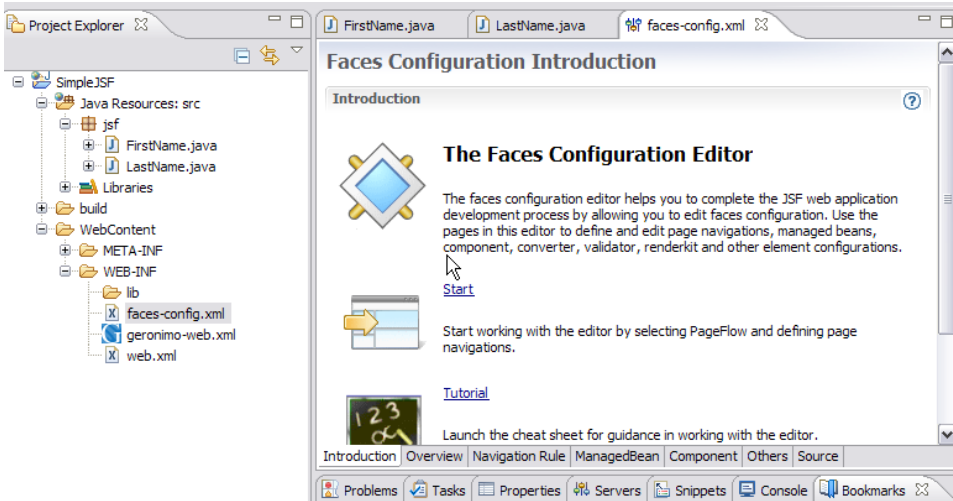 Project Explorer
SimpleJSF
Java Resources: src
jsf
FirstName.java
LastName.java
Libraries
build
WebContent
META-INF
WEB-INF
lib
faces-config.xml
geronimo-web.xml
web.xml
FirstName.java LastName.java faces-config.xml
Faces Configuration Introduction
Introduction
The Faces Configuration Editor
The faces configuration editor helps you to complete the JSF web application
development process by allowing you to edit faces configuration. Use the
pages in this editor to define and edit page navigations, managed beans,
component, converter, validator, renderkit and other element configurations.
Start
Start working with the editor by selecting PageFlow and defining page
navigations.
Tutorial
123
Launch the cheat sheet for guidance in working with the editor.
Introduction Overview Navigation Rule ManagedBean Component Others Source
Problems Tasks Properties Servers Snippets Console Bookmarks